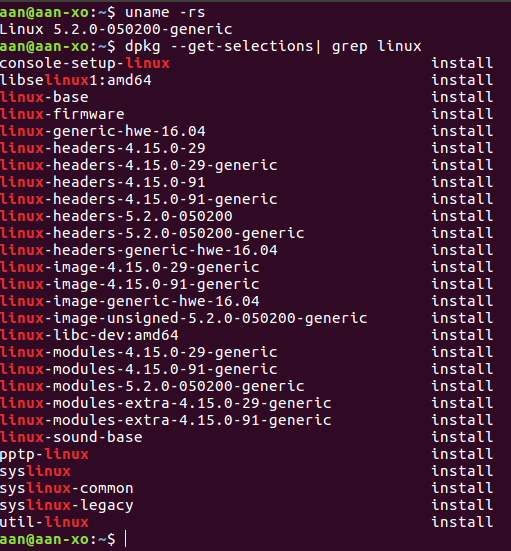 aan@aan-xo:~$ uname -rs
Linux 5.2.0-050200-generic
aan@aan-xo:~$ dpkg --get-selections| grep linux
console-setup-linux install
libselinux1:amd64 install
linux-base install
linux-firmware install
linux-generic-hwe-16.04 install
linux-headers-4.15.0-29 install
linux-headers-4.15.0-29-generic install
linux-headers-4.15.0-91 install
linux-headers-4.15.0-91-generic install
linux-headers-5.2.0-050200 install
linux-headers-5.2.0-050200-generic install
linux-headers-generic-hwe-16.04 install
linux-image-4.15.0-29-generic install
linux-image-4.15.0-91-generic install
linux-image-generic-hwe-16.04 install
linux-image-unsigned-5.2.0-050200-generic install
linux-libc-dev:amd64 install
linux-modules-4.15.0-29-generic install
linux-modules-4.15.0-91-generic install
linux-modules-5.2.0-050200-generic install
linux-modules-extra-4.15.0-29-generic install
linux-modules-extra-4.15.0-91-generic install
linux-sound-base install
pptp-linux install
syslinux install
syslinux-common install
syslinux-legacy install
util-linux install
aan@aan-xo:~$